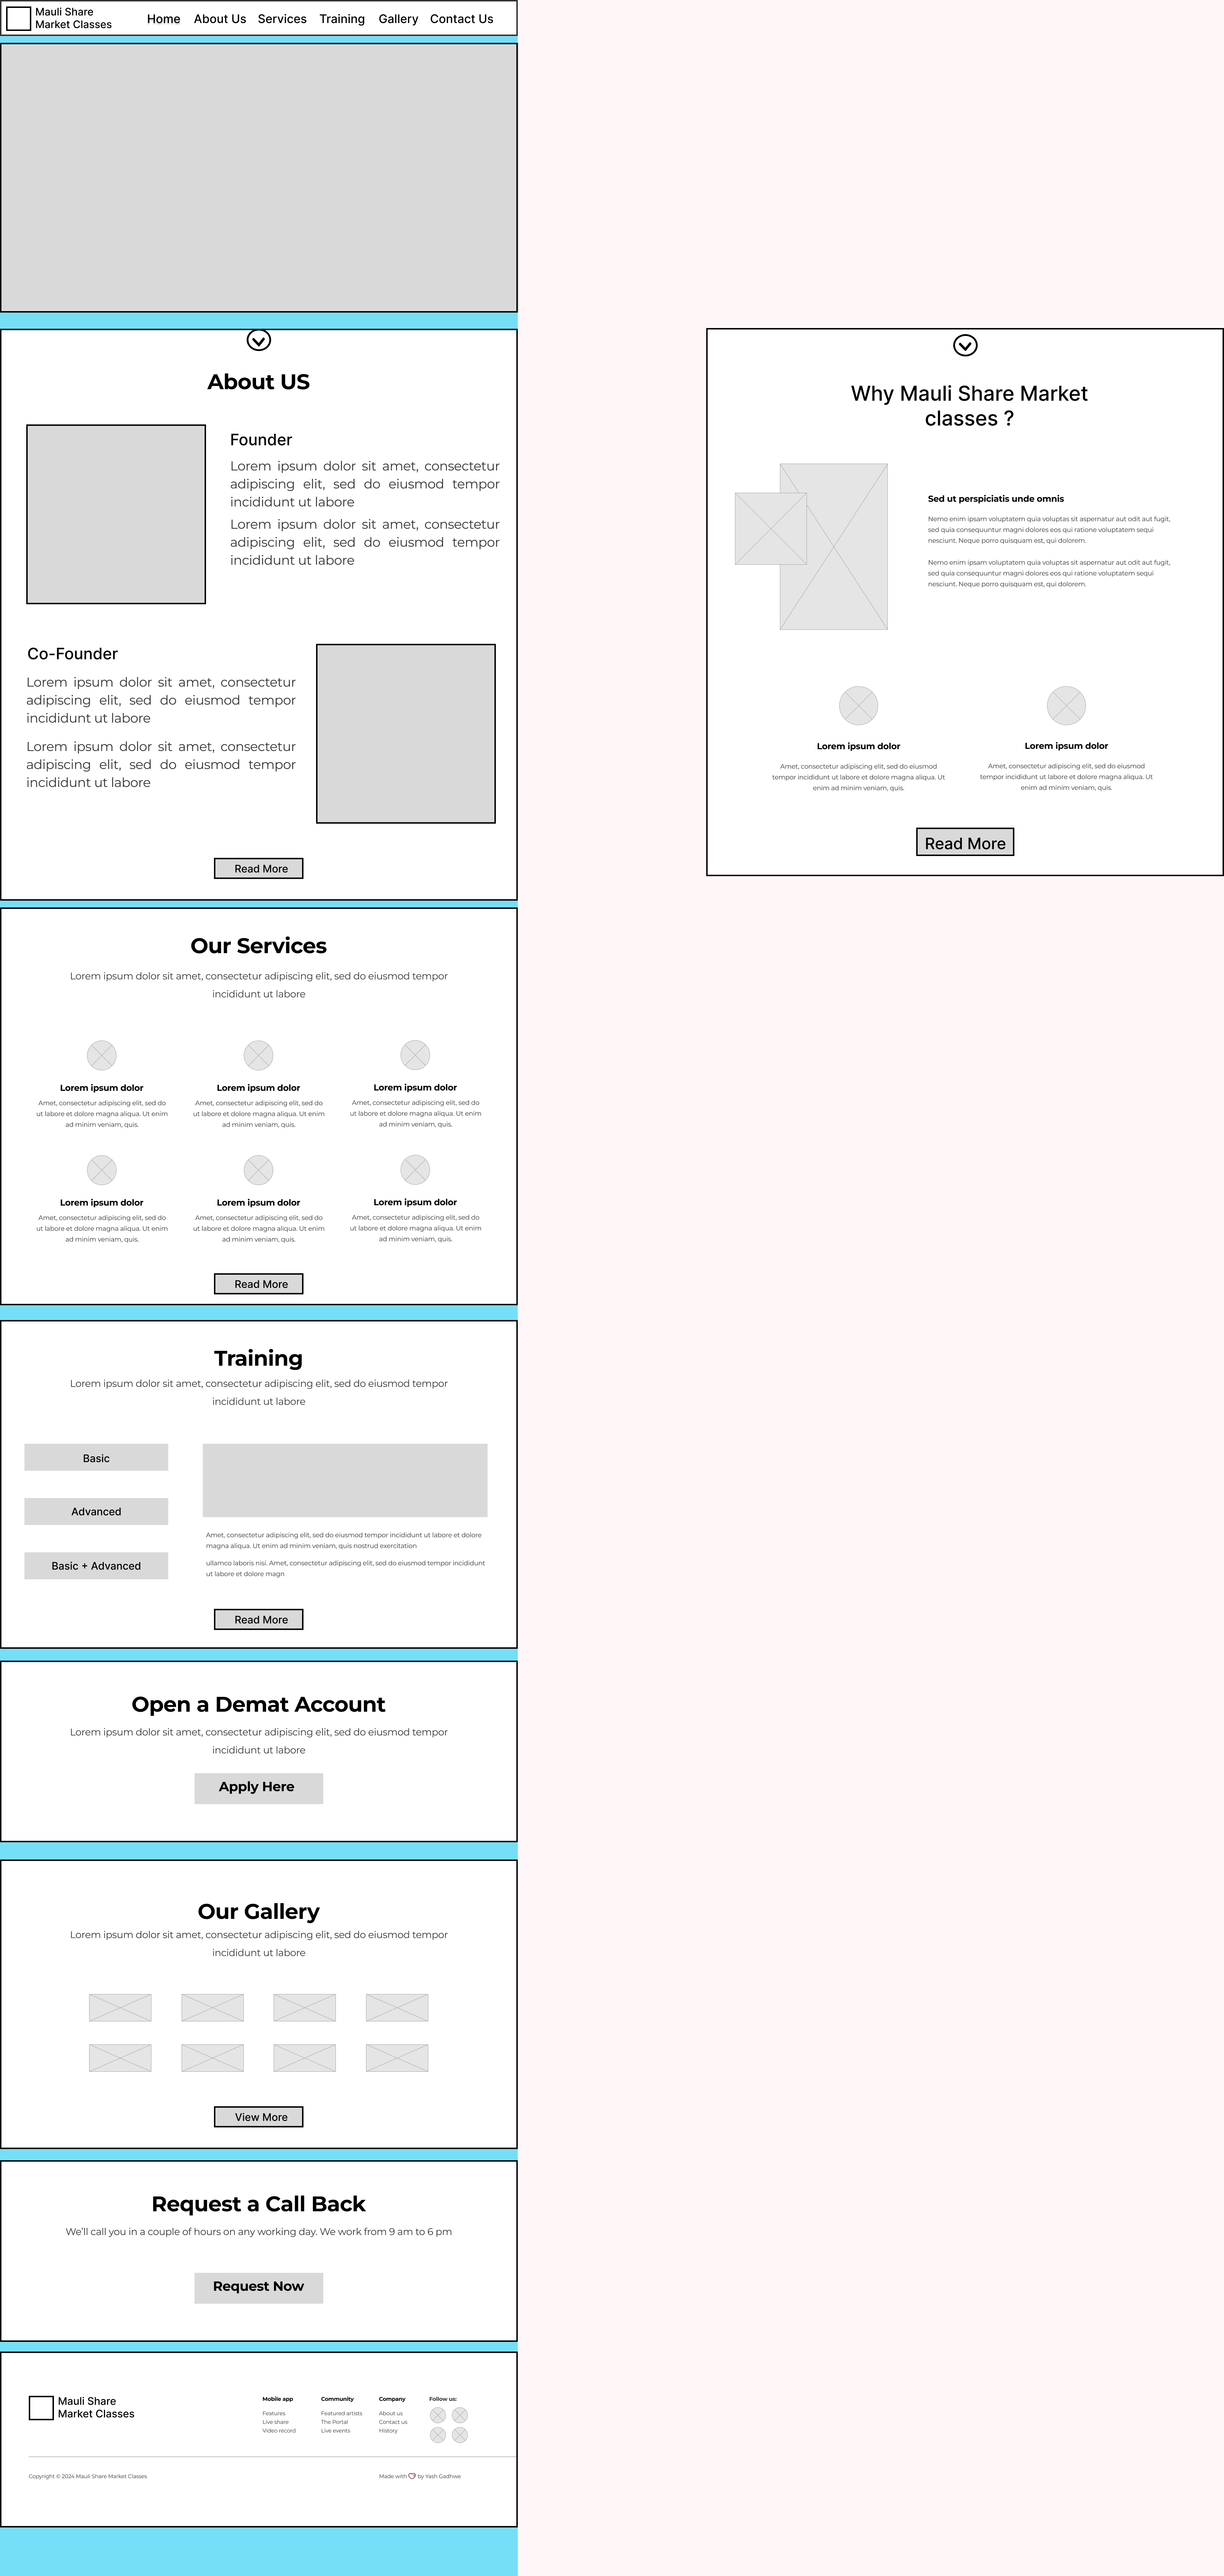 Mauli Share
Market Classes
Home About Us Services Training Gallery Contact Us
About US
Founder
Lorem ipsum dolor sit amet, consectetur
adipiscing elit, sed do eiusmod tempor
incididunt ut labore
Lorem ipsum dolor sit amet, consectetur
adipiscing elit, sed do eiusmod tempor
incididunt ut labore
Co-Founder
Lorem ipsum dolor sit amet, consectetur
adipiscing elit, sed do eiusmod tempor
incididunt ut labore
Lorem ipsum dolor sit amet, consectetur
adipiscing elit, sed do eiusmod tempor
incididunt ut labore
Read More
Our Services
Lorem ipsum dolor sit amet, consectetur adipiscing elit, sed do eiusmod tempor
incididunt ut labore
Lorem ipsum dolor
Amet, consectetur adipiscing elit, sed do
ut labore et dolore magna aliqua. Ut enim
ad minim veniam, quis.
Lorem ipsum dolor
Amet, consectetur adipiscing elit, sed do
ut labore et dolore magna aliqua. Ut enim
ad minim veniam, quis.
Lorem ipsum dolor
Amet, consectetur adipiscing elit, sed do
ut labore et dolore magna aliqua. Ut enim
ad minim veniam, quis.
Lorem ipsum dolor
Amet, consectetur adipiscing elit, sed do
ut labore et dolore magna aliqua. Ut enim
ad minim veniam, quis.
Lorem ipsum dolor
Amet, consectetur adipiscing elit, sed do
ut labore et dolore magna aliqua. Ut enim
ad minim veniam, quis.
Lorem ipsum dolor
Amet, consectetur adipiscing elit, sed do
ut labore et dolore magna aliqua. Ut enim
ad minim veniam, quis.
Read More
Training
Lorem ipsum dolor sit amet, consectetur adipiscing elit, sed do eiusmod tempor
incididunt ut labore
Basic
Advanced
Basic + Advanced
Amet, consectetur adipiscing elit, sed do eiusmod tempor incididunt ut labore et dolore
magna aliqua. Ut enim ad minim veniam, quis nostrud exercitation
ullamco laboris nisi. Amet, consectetur adipiscing elit, sed do eiusmod tempor incididunt
ut labore et dolore magn
Read More
Open a Demat Account
Lorem ipsum dolor sit amet, consectetur adipiscing elit, sed do eiusmod tempor
incididunt ut labore
Apply Here
Our Gallery
Lorem ipsum dolor sit amet, consectetur adipiscing elit, sed do eiusmod tempor
incididunt ut labore
View More
Request a Call Back
We'll call you in a couple of hours on any working day. We work from 9 am to 6 pm
Request Now
Mauli Share
Market Classes
Mobile app
Features
Live share
Video record
Community
Featured artists
The Portal
Live events
Company
About us
Contact us
History
Follow us:
Copyright © 2024 Mauli Share Market Classes
Made with by Yash Gadhwe
Why Mauli Share Market
classes ?
Sed ut perspiciatis unde omnis
Nemo enim ipsam voluptatem quia voluptas sit aspernatur aut odit aut fugit,
sed quia consequuntur magni dolores eos qui ratione voluptatem sequi
nesciunt. Neque porro quisquam est, qui dolorem.
Nemo enim ipsam voluptatem quia voluptas sit aspernatur aut odit aut fugit,
sed quia consequuntur magni dolores eos qui ratione voluptatem sequi
nesciunt. Neque porro quisquam est, qui dolorem.
Lorem ipsum dolor
Amet, consectetur adipiscing elit, sed do eiusmod
tempor incididunt ut labore et dolore magna aliqua. Ut
enim ad minim veniam, quis.
Lorem ipsum dolor
Amet, consectetur adipiscing elit, sed do eiusmod
tempor incididunt ut labore et dolore magna aliqua. Ut
enim ad minim veniam, quis.
Read More